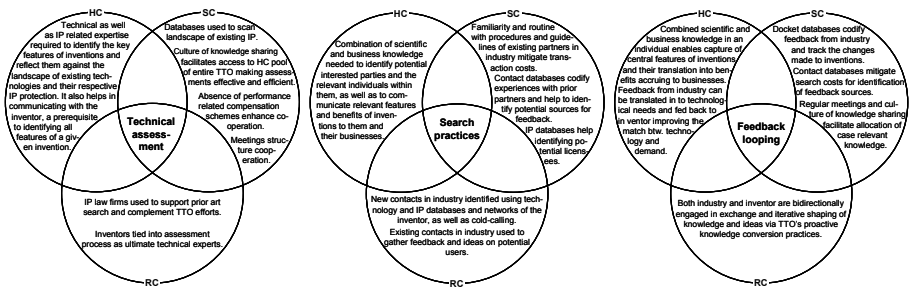 HC
SC
Technical as well
as IP related expertise
required to identify the key
features of inventions and
reflect them against the
landscape of existing tech-
nologies and their respective
IP protection. It also helps in
communicating with the
inventor, a prerequisite
to identifying all
features of a giv-
en invention.
Databases used to scan
landscape of existing IP.
Culture of knowledge sharing
facilitates access to HC pool
of entire TTO making assess-
ments effective and efficient.
Absence of performance
related compensation
schemes enhance co-
operation.
Meetings struc-
ture coop-
eration.
Technical
assess-
ment
IP law firms used to support prior art
search and complement TTO efforts.
Inventors tied into assessment
process as ultimate technical experts.
RC
HC
SC
Combination of scientific
and business knowledge
needed to identify potential
interested parties and the
relevant individuals within
them, as well as to com-
municate relevant features
and benefits of inven-
tions to them and
their businesses.
Familiarity and routine
with procedures and guide-
lines of existing partners in
industry mitigate trans-
action costs.
Contact databases codify
experiences with prior
partners and help to iden-
tify potential sources for
feedback.
IP databases help
identifying po-
tential licens-
ees.
Search
practices
New contacts in industry identified using tech-
nology and IP databases and networks of the
inventor, as well as cold-calling.
Existing contacts in industry used to
gather feedback and ideas on potential
users.
RC
HC
SC
Combined scientific and
business knowledge in an
individual enables capture of
central features of inventions
and their translation into ben-
efits accruing to businesses.
Feedback from industry can
be translated in to technolog-
ical needs and fed back to
in ventor improving the
match btw. techno-
logy and
demand.
Docket databases codify
feedback from industry
and track the changes
made to inventions.
Contact databases mitigate
search costs for identification
of feedback sources.
Regular meetings and cul-
ture of knowledge sharing
facilitate allocation of
case relevant
knowledge.
Feedback
looping
Both industry and inventor are bidirectionally
engaged in exchange and iterative shaping of
knowledge and ideas via TTO's proactive
knowledge conversion practices.
RC